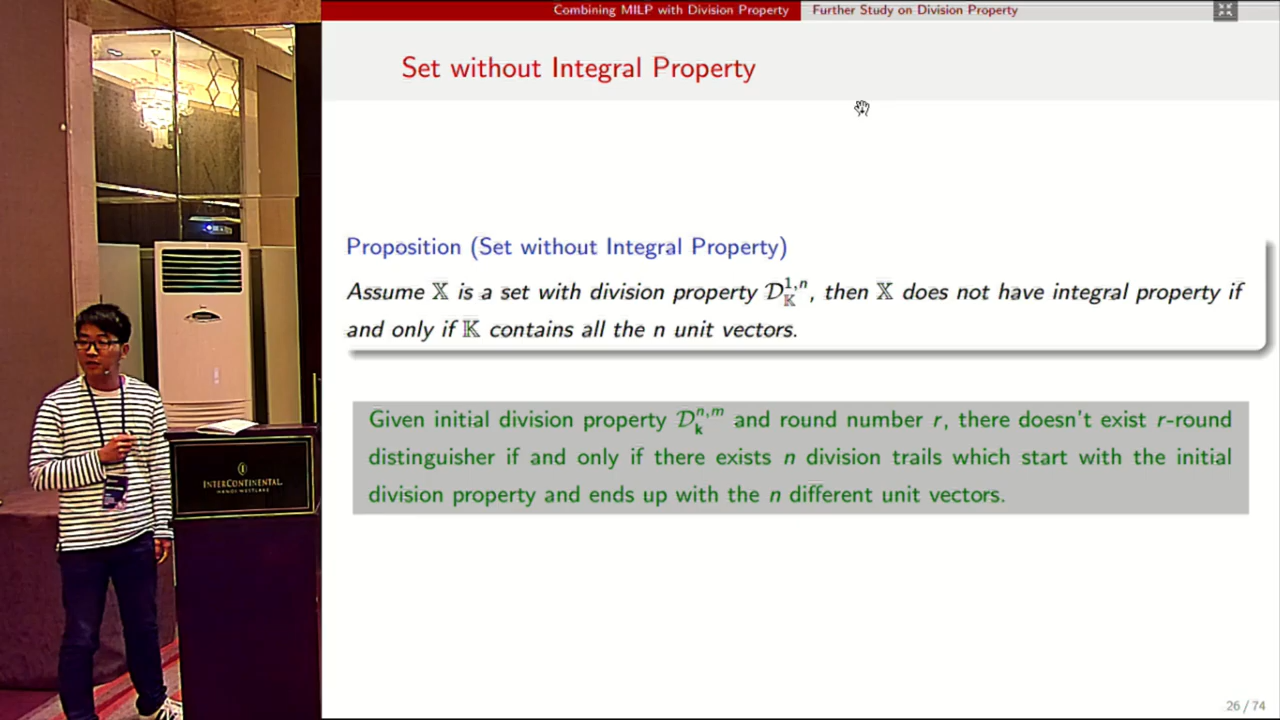 Combining MILP with Division Property
Further Study on Division Property
Set without Integral Property
Proposition (Set without Integral Property)
Assume 𝕏 is a set with division property 𝒟_𝕂^{1,n}, then 𝕏 does not have integral property if
and only if 𝕂 contains all the n unit vectors.
Given initial division property 𝒟_𝐤^{n,m} and round number r, there doesn't exist r-round
distinguisher if and only if there exists n division trails which start with the initial
division property and ends up with the n different unit vectors.
INTERCONTINENTAL
HANOI WESTLAKE
26 / 74